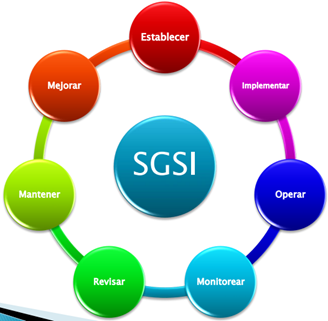 Establecer
Implementar
Operar
Monitorear
Revisar
Mantener
Mejorar
SGSI